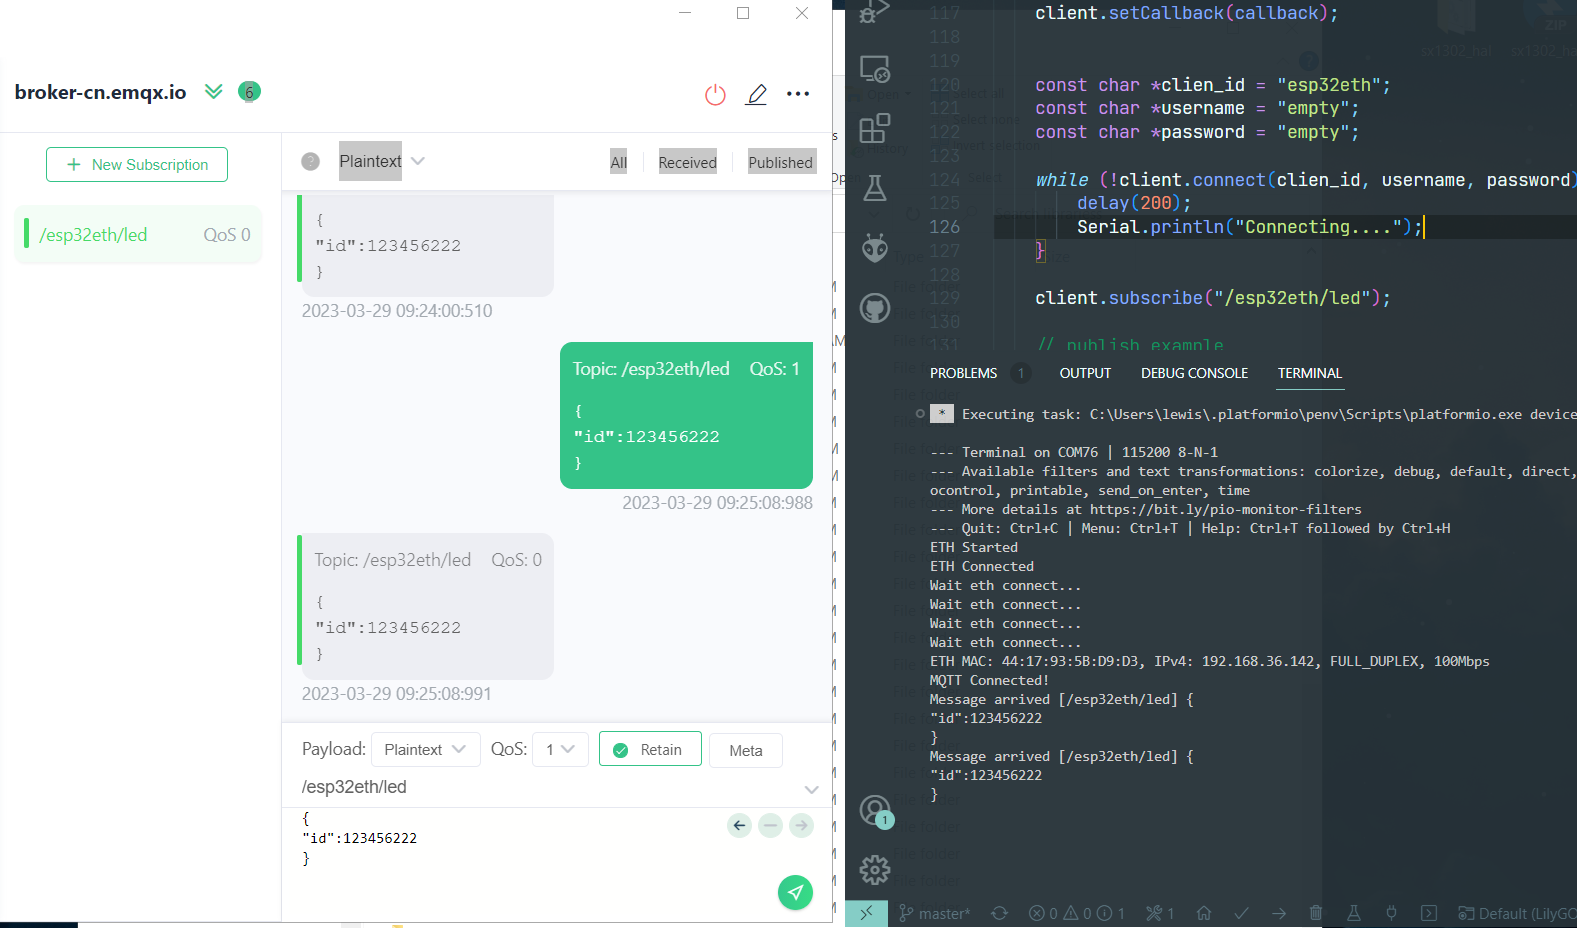 broker-cn.emqx.io 6
+ New Subscription
/esp32eth/led QoS 0
Plaintext
All Received Published
{
"id":123456222
}
2023-03-29 09:24:00:510
Topic: /esp32eth/led QoS: 1
{
"id":123456222
}
2023-03-29 09:25:08:988
Topic: /esp32eth/led QoS: 0
{
"id":123456222
}
2023-03-29 09:25:08:991
Payload: Plaintext QoS: 1 Retain Meta
/esp32eth/led
{
"id":123456222
}
117 client.setCallback(callback);
118
119
120 const char *clien_id = "esp32eth";
121 const char *username = "empty";
122 const char *password = "empty";
123
124 while (!client.connect(clien_id, username, password)
125 delay(200);
126 Serial.println("Connecting....");
127 }
128
129 client.subscribe("/esp32eth/led");
130
131 // publish example
PROBLEMS 1 OUTPUT DEBUG CONSOLE TERMINAL
* Executing task: C:\Users\lewis\.platformio\penv\Scripts\platformio.exe device
--- Terminal on COM76 | 115200 8-N-1
--- Available filters and text transformations: colorize, debug, default, direct,
ocontrol, printable, send_on_enter, time
--- More details at https://bit.ly/pio-monitor-filters
--- Quit: Ctrl+C | Menu: Ctrl+T | Help: Ctrl+T followed by Ctrl+H
ETH Started
ETH Connected
Wait eth connect...
Wait eth connect...
Wait eth connect...
Wait eth connect...
ETH MAC: 44:17:93:5B:D9:D3, IPv4: 192.168.36.142, FULL_DUPLEX, 100Mbps
MQTT Connected!
Message arrived [/esp32eth/led] {
"id":123456222
}
Message arrived [/esp32eth/led] {
"id":123456222
}
1
master* 0 0 1 1 Default (LilyGO